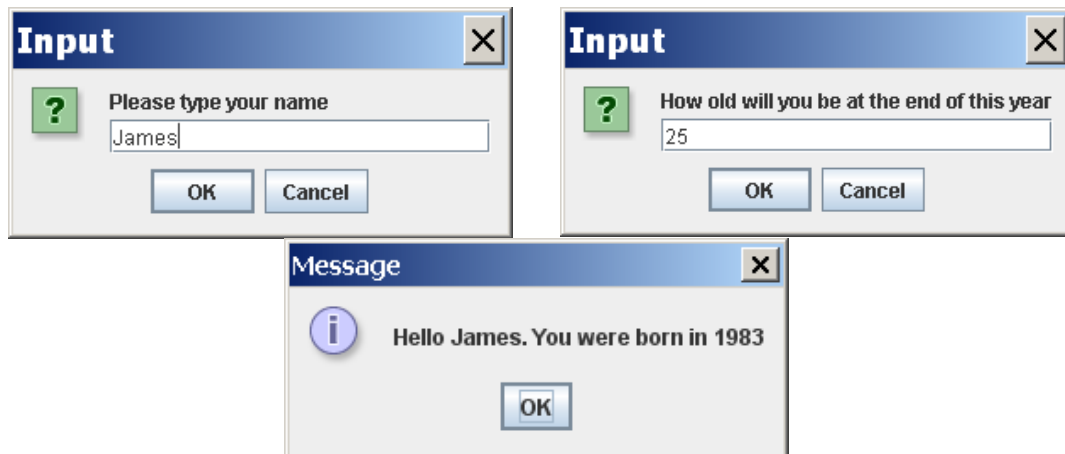 Input
Please type your name
James
OK Cancel
Input
How old will you be at the end of this year
25
OK Cancel
Message
Hello James. You were born in 1983
OK